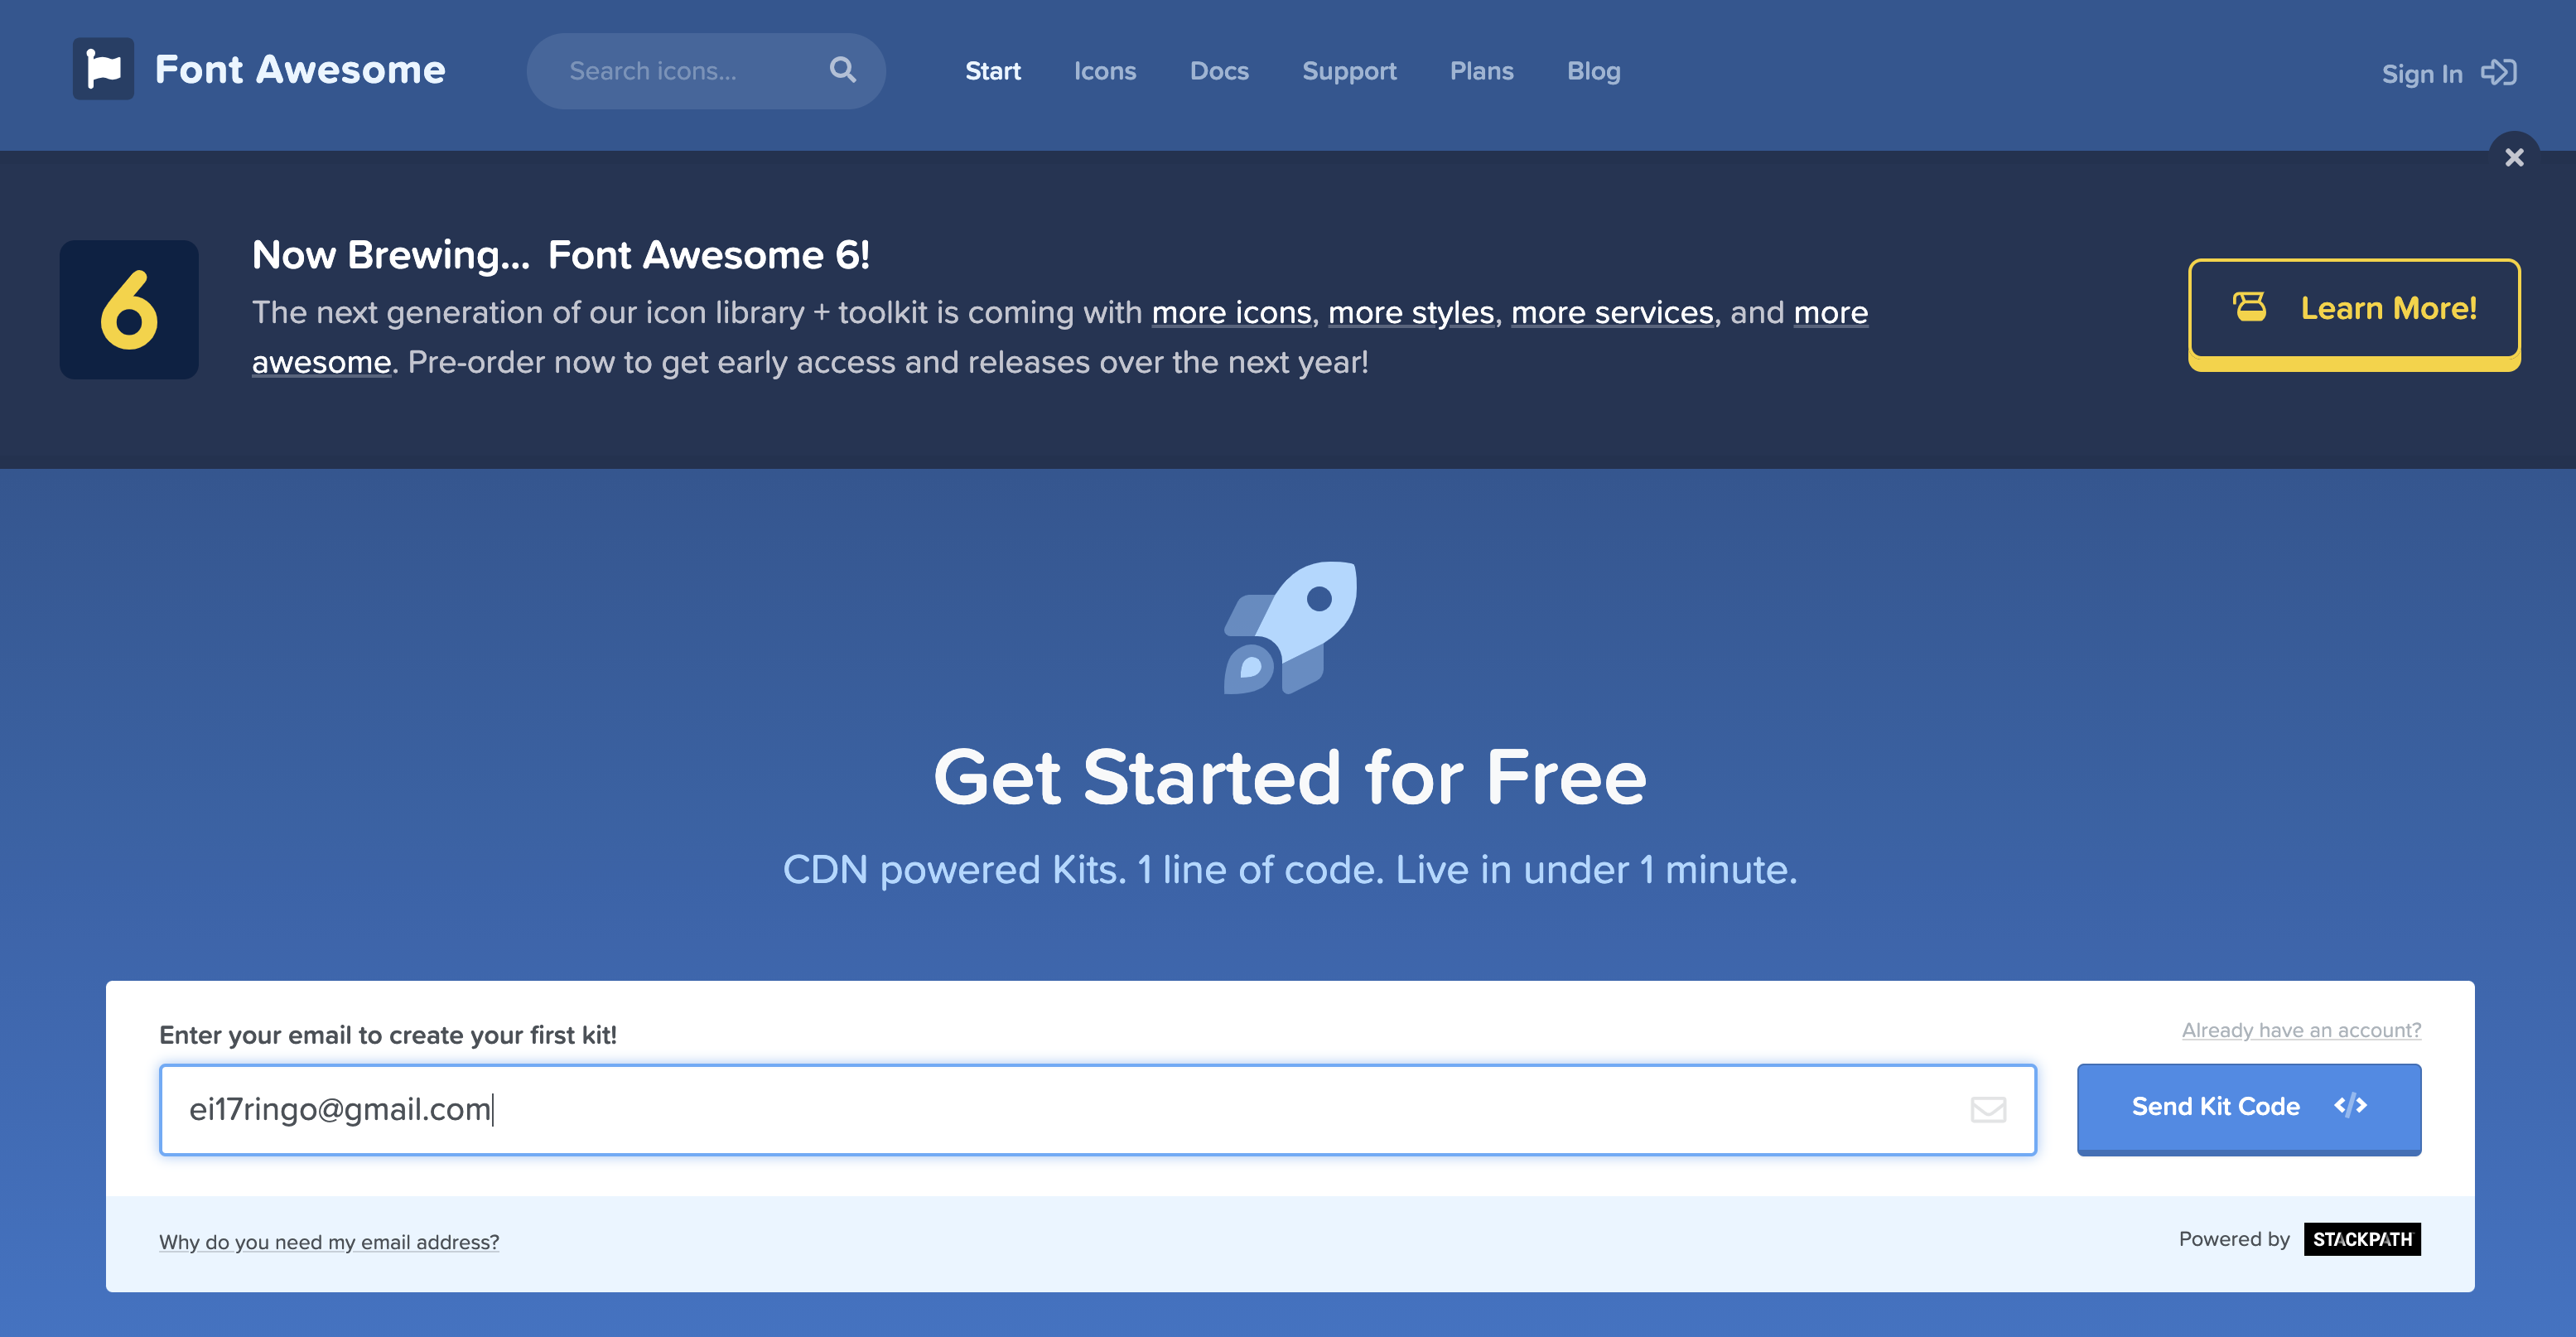 Font Awesome
Search icons...
Start
Icons
Docs
Support
Plans
Blog
Sign In
6
Now Brewing... Font Awesome 6!
The next generation of our icon library + toolkit is coming with more icons, more styles, more services, and more
awesome. Pre-order now to get early access and releases over the next year!
Learn More!
Get Started for Free
CDN powered Kits. 1 line of code. Live in under 1 minute.
Enter your email to create your first kit!
Already have an account?
ei17ringo@gmail.com
Send Kit Code </>
Why do you need my email address?
Powered by STACKPATH